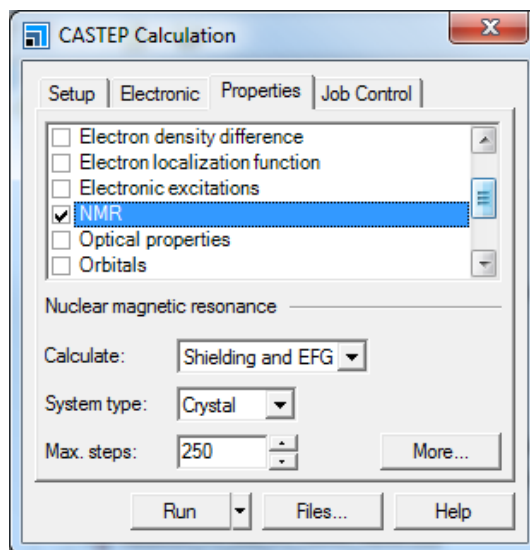 CASTEP Calculation
Setup Electronic Properties Job Control
Electron density difference
Electron localization function
Electronic excitations
NMR
Optical properties
Orbitals
Nuclear magnetic resonance
Calculate: Shielding and EFG
System type: Crystal
Max. steps: 250 More...
Run Files... Help